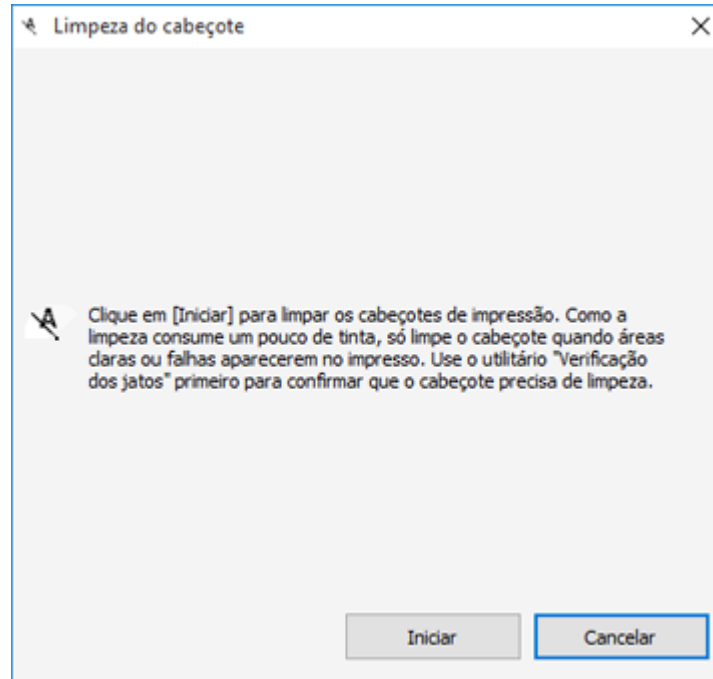 Limpeza do cabeçote
Clique em [Iniciar] para limpar os cabeçotes de impressão. Como a
limpeza consume um pouco de tinta, só limpe o cabeçote quando áreas
claras ou falhas aparecerem no impresso. Use o utilitário "Verificação
dos jatos" primeiro para confirmar que o cabeçote precisa de limpeza.
Iniciar
Cancelar